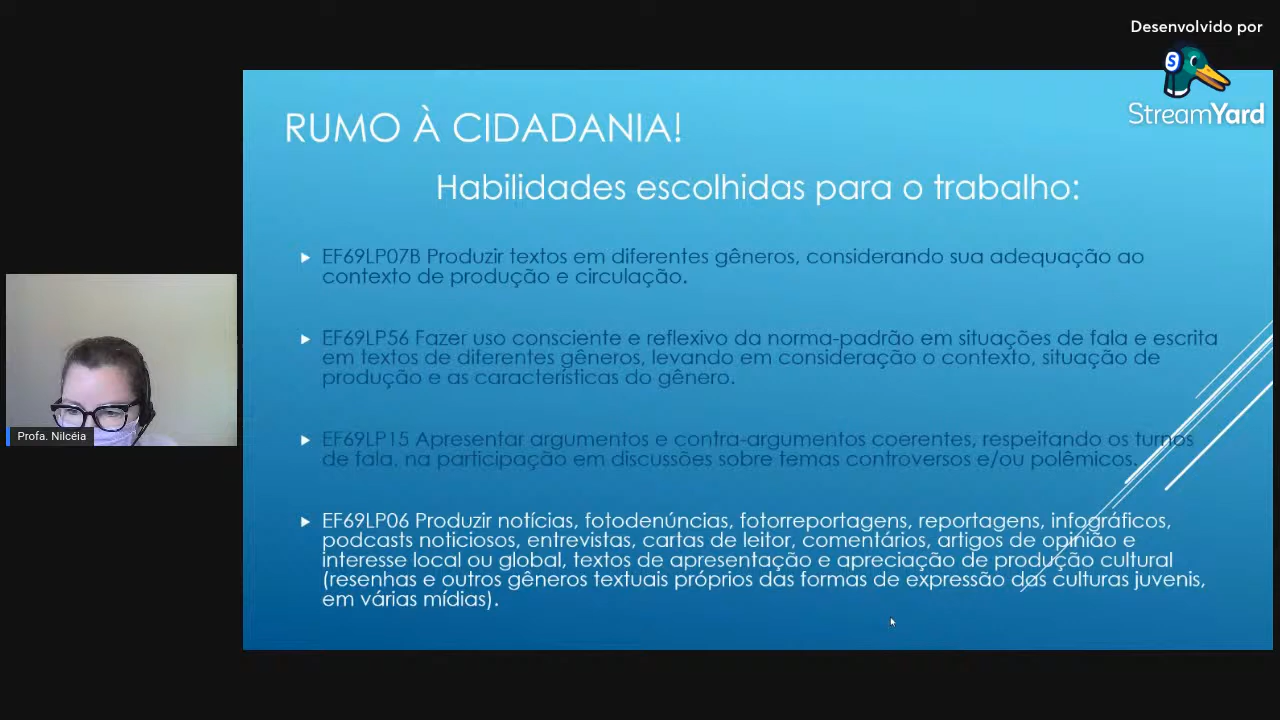 Desenvolvido por
StreamYard
RUMO À CIDADANIA!
Habilidades escolhidas para o trabalho:
EF69LP07B Produzir textos em diferentes gêneros, considerando sua adequação ao
contexto de produção e circulação.
EF69LP56 Fazer uso consciente e reflexivo da norma-padrão em situações de fala e escrita
em textos de diferentes gêneros, levando em consideração o contexto, situação de
produção e as características do gênero.
EF69LP15 Apresentar argumentos e contra-argumentos coerentes, respeitando os turnos
de fala, na participação em discussões sobre temas controversos e/ou polêmicos.
EF69LP06 Produzir notícias, fotodenúncias, fotorreportagens, reportagens, infográficos,
podcasts noticiosos, entrevistas, cartas de leitor, comentários, artigos de opinião e
interesse local ou global, textos de apresentação e apreciação de produção cultural
(resenhas e outros gêneros textuais próprios das formas de expressão das culturas juvenis,
em várias mídias).
Profa. Nilcéia